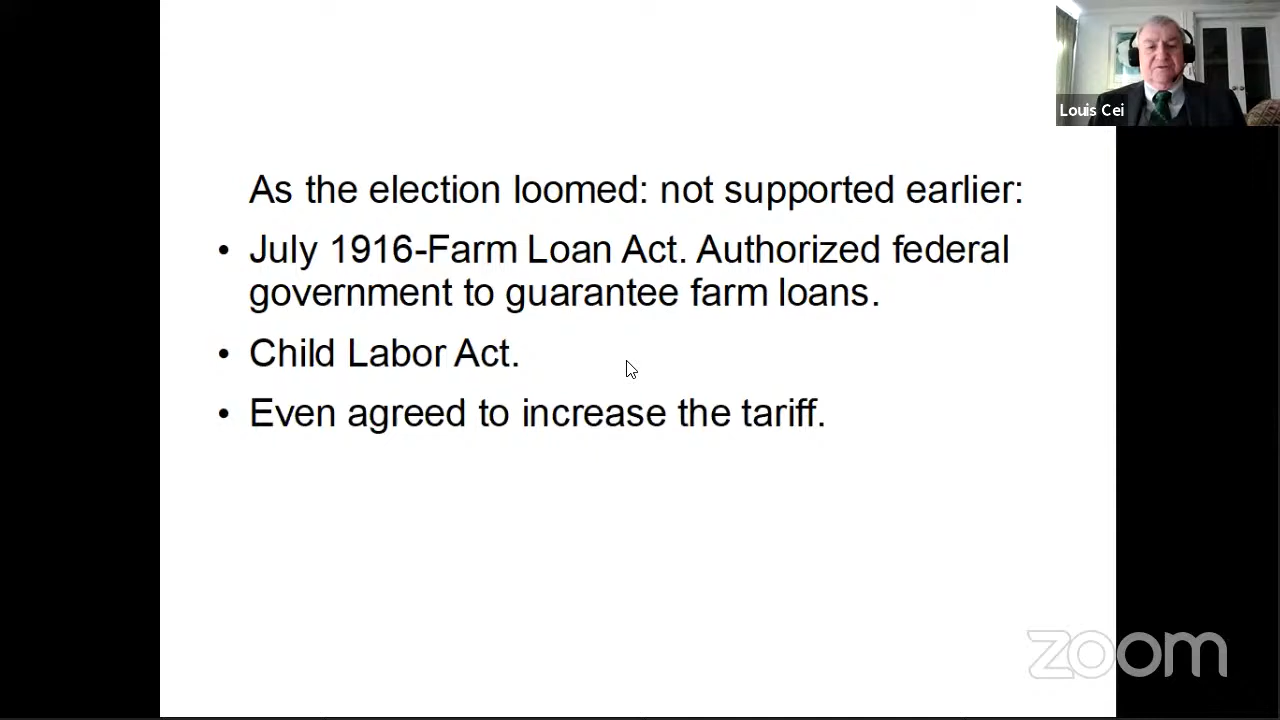 Louis Cei
As the election loomed: not supported earlier:
• July 1916-Farm Loan Act. Authorized federal
government to guarantee farm loans.
• Child Labor Act.
• Even agreed to increase the tariff.
zoom